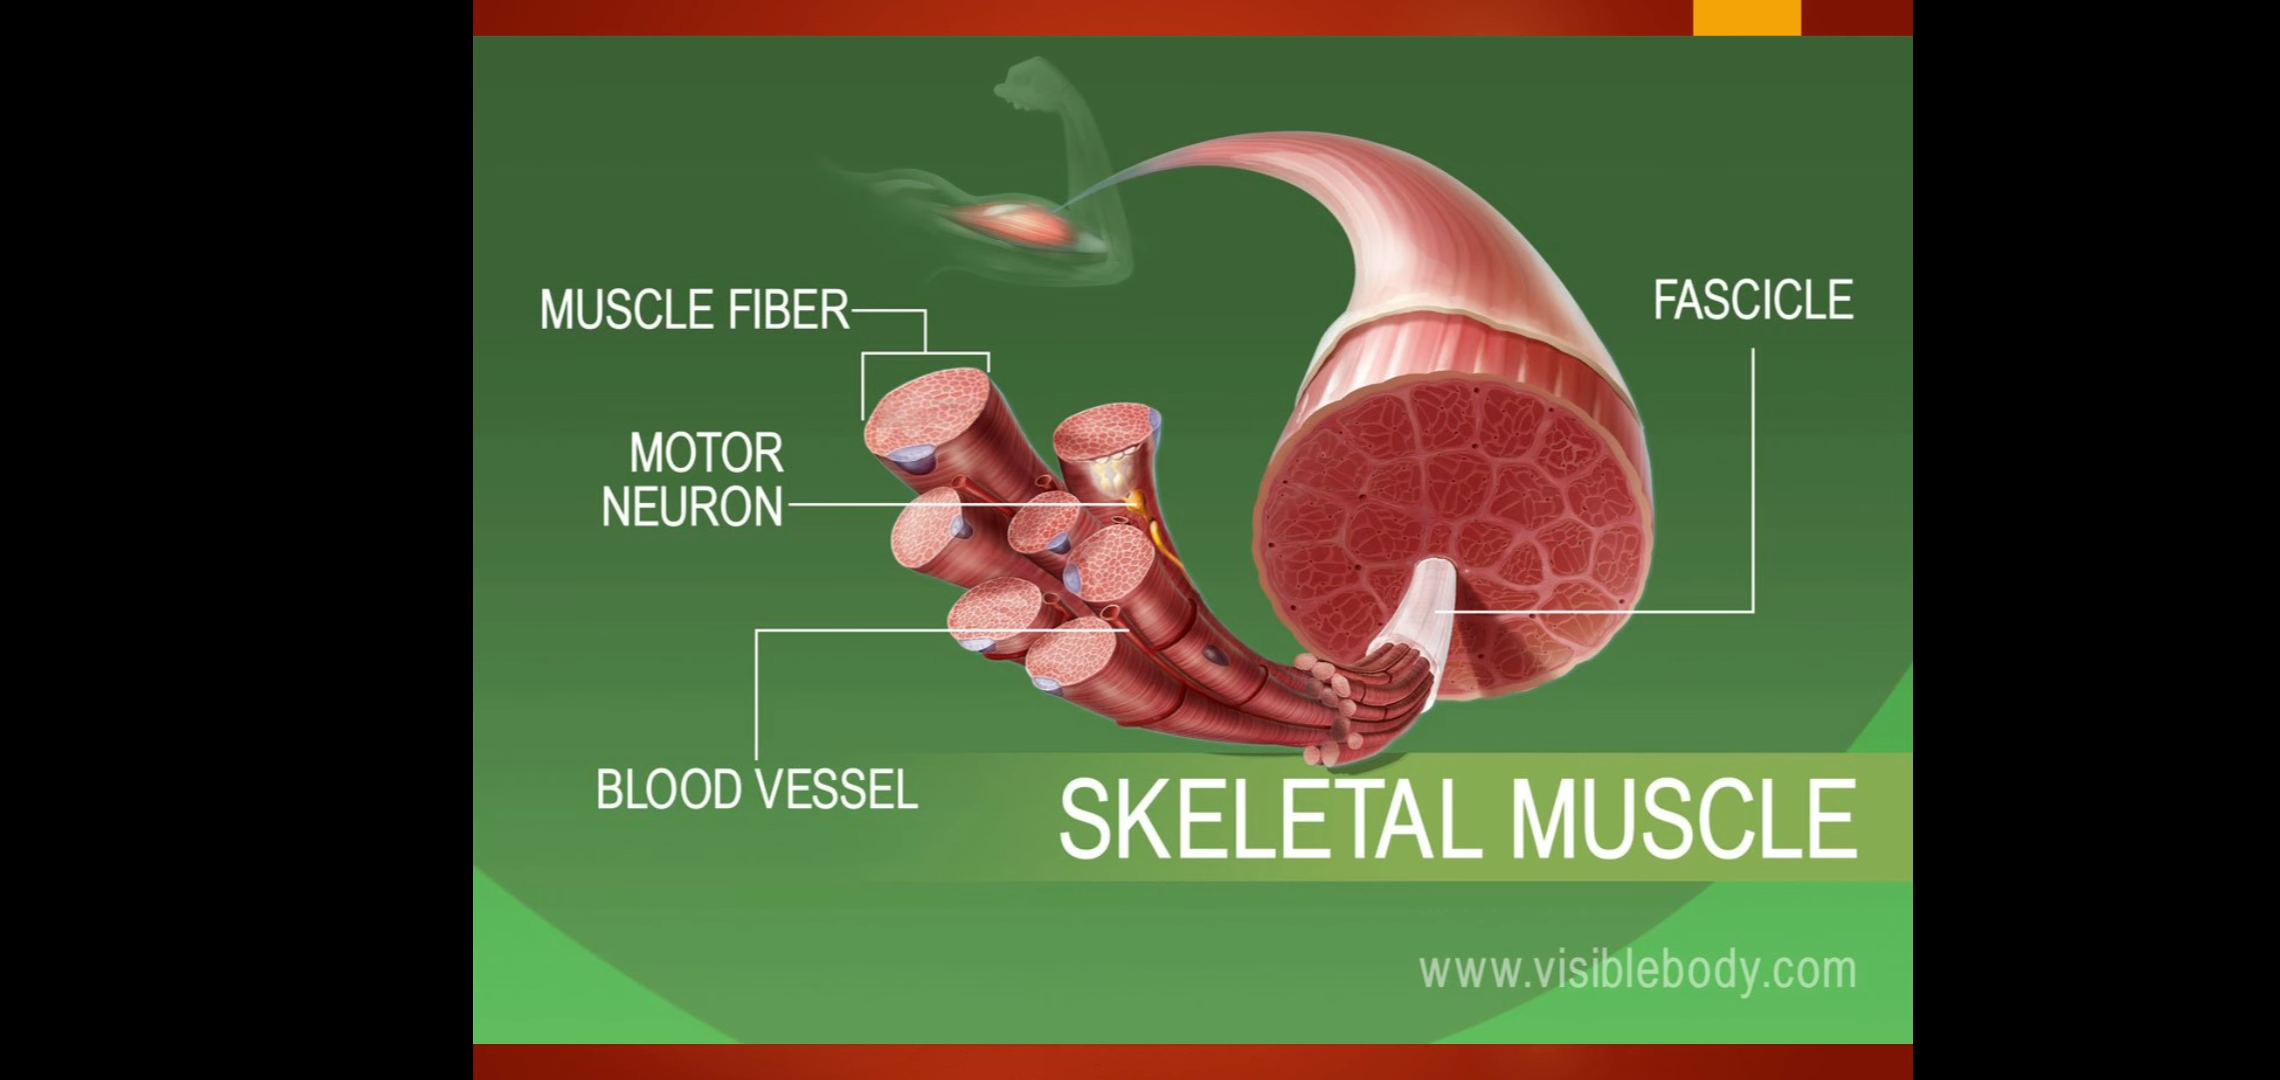 MUSCLE FIBER
FASCICLE
MOTOR
NEURON
BLOOD VESSEL
SKELETAL MUSCLE
www.visiblebody.com